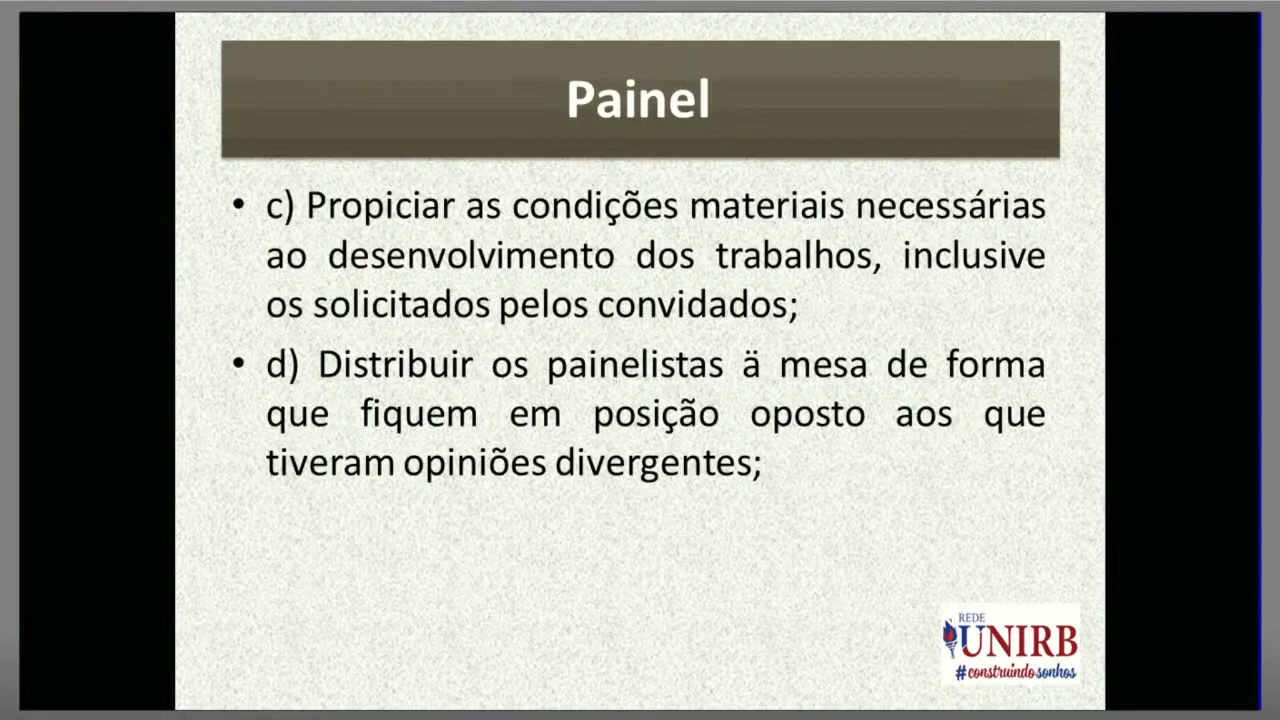 Painel
• c) Propiciar as condições materiais necessárias
ao desenvolvimento dos trabalhos, inclusive
os solicitados pelos convidados;
• d) Distribuir os painelistas ä mesa de forma
que fiquem em posição oposto aos que
tiveram opiniões divergentes;
REDE
UNIRB
#construindosonhos